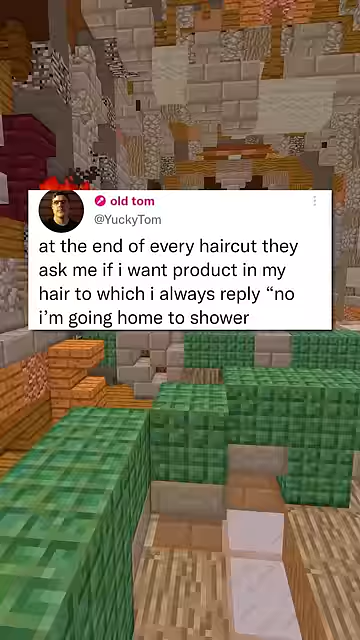 old tom
@YuckyTom
at the end of every haircut they
ask me if i want product in my
hair to which i always reply “no
i’m going home to shower